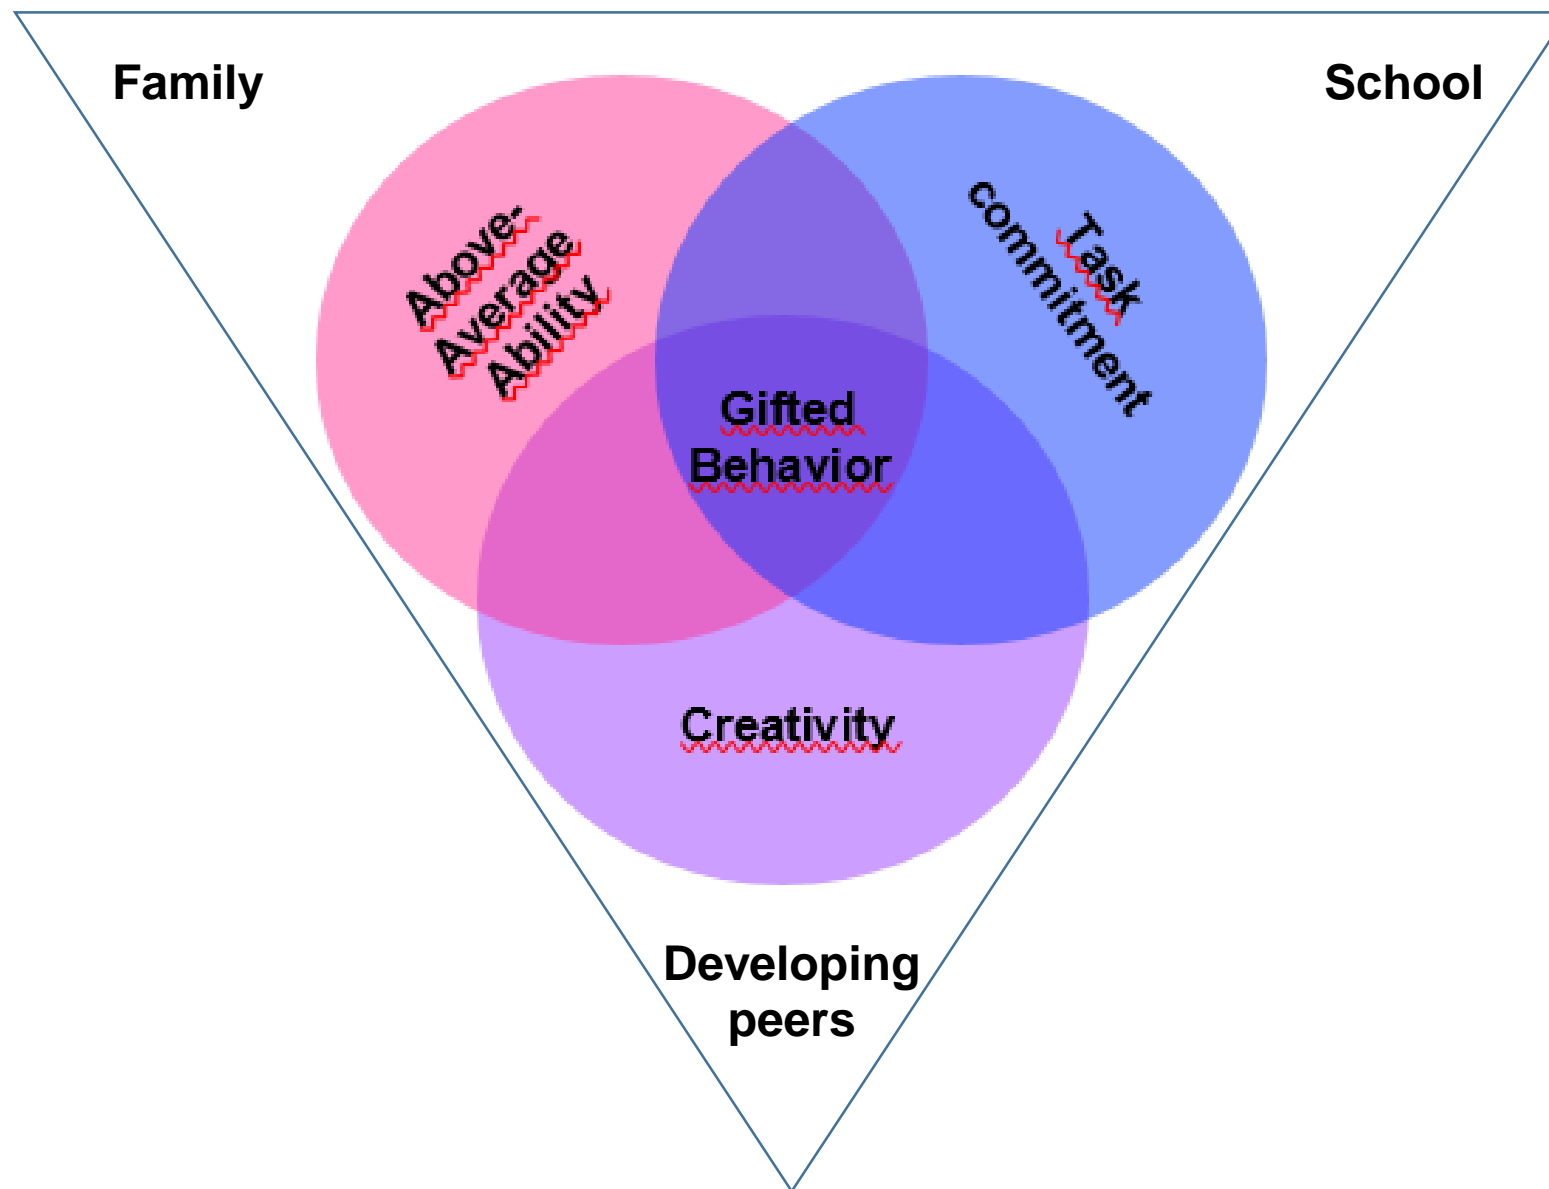 Family
School
Above-
Average
Ability
Task
commitment
Gifted
Behavior
Creativity
Developing
peers